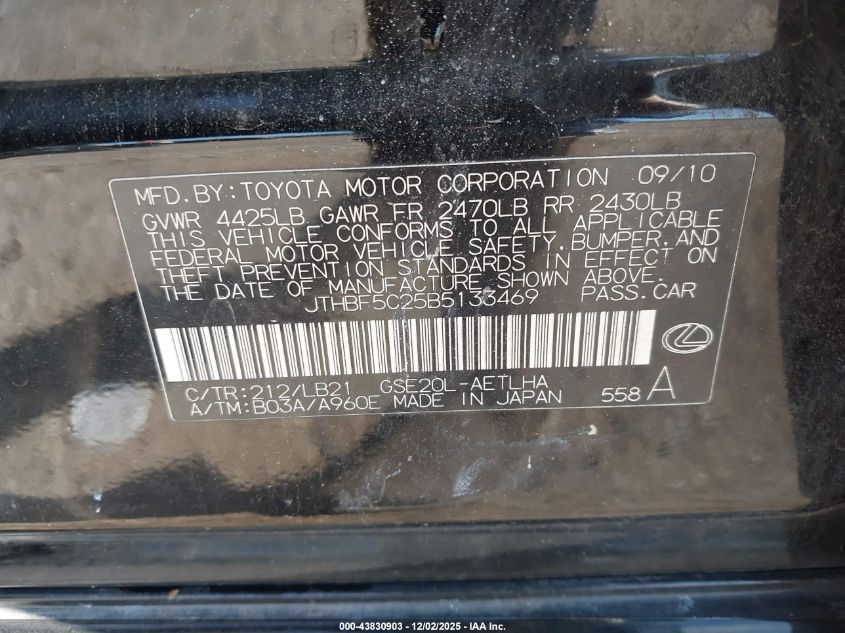 MFD. BY: TOYOTA MOTOR CORPORATION 09/10
GVWR 4425LB GAWR FR 2470LB RR 2430LB
THIS VEHICLE CONFORMS TO ALL APPLICABLE
FEDERAL MOTOR VEHICLE SAFETY, BUMPER, AND
THEFT PREVENTION STANDARDS IN EFFECT ON
THE DATE OF MANUFACTURE SHOWN ABOVE.
JTHBF5C25B5133469 PASS. CAR
C/TR: 212/LB21 GSE20L-AETLHA
A/TM: B03A/A960E MADE IN JAPAN 558 A
000-43830903 - 12/02/2025 - IAA Inc.